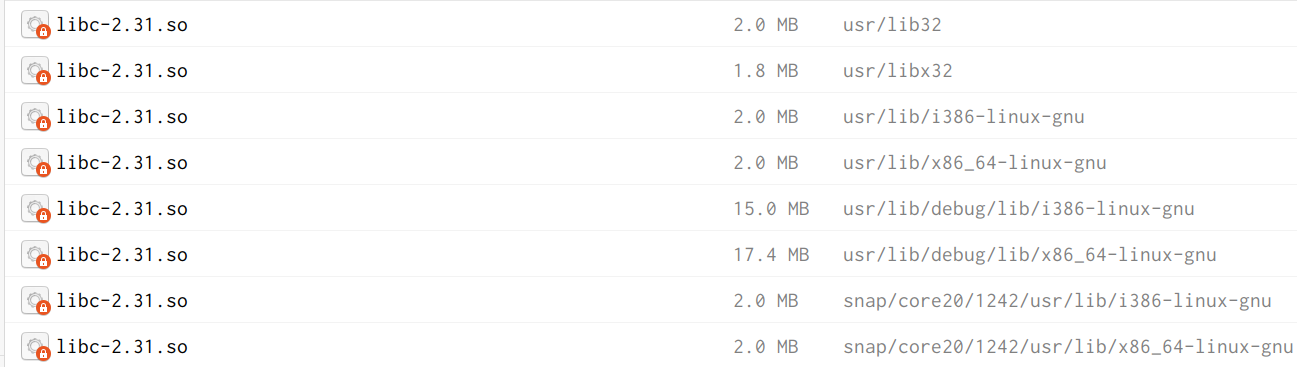 libc-2.31.so 2.0 MB usr/lib32
libc-2.31.so 1.8 MB usr/libx32
libc-2.31.so 2.0 MB usr/lib/i386-linux-gnu
libc-2.31.so 2.0 MB usr/lib/x86_64-linux-gnu
libc-2.31.so 15.0 MB usr/lib/debug/lib/i386-linux-gnu
libc-2.31.so 17.4 MB usr/lib/debug/lib/x86_64-linux-gnu
libc-2.31.so 2.0 MB snap/core20/1242/usr/lib/i386-linux-gnu
libc-2.31.so 2.0 MB snap/core20/1242/usr/lib/x86_64-linux-gnu